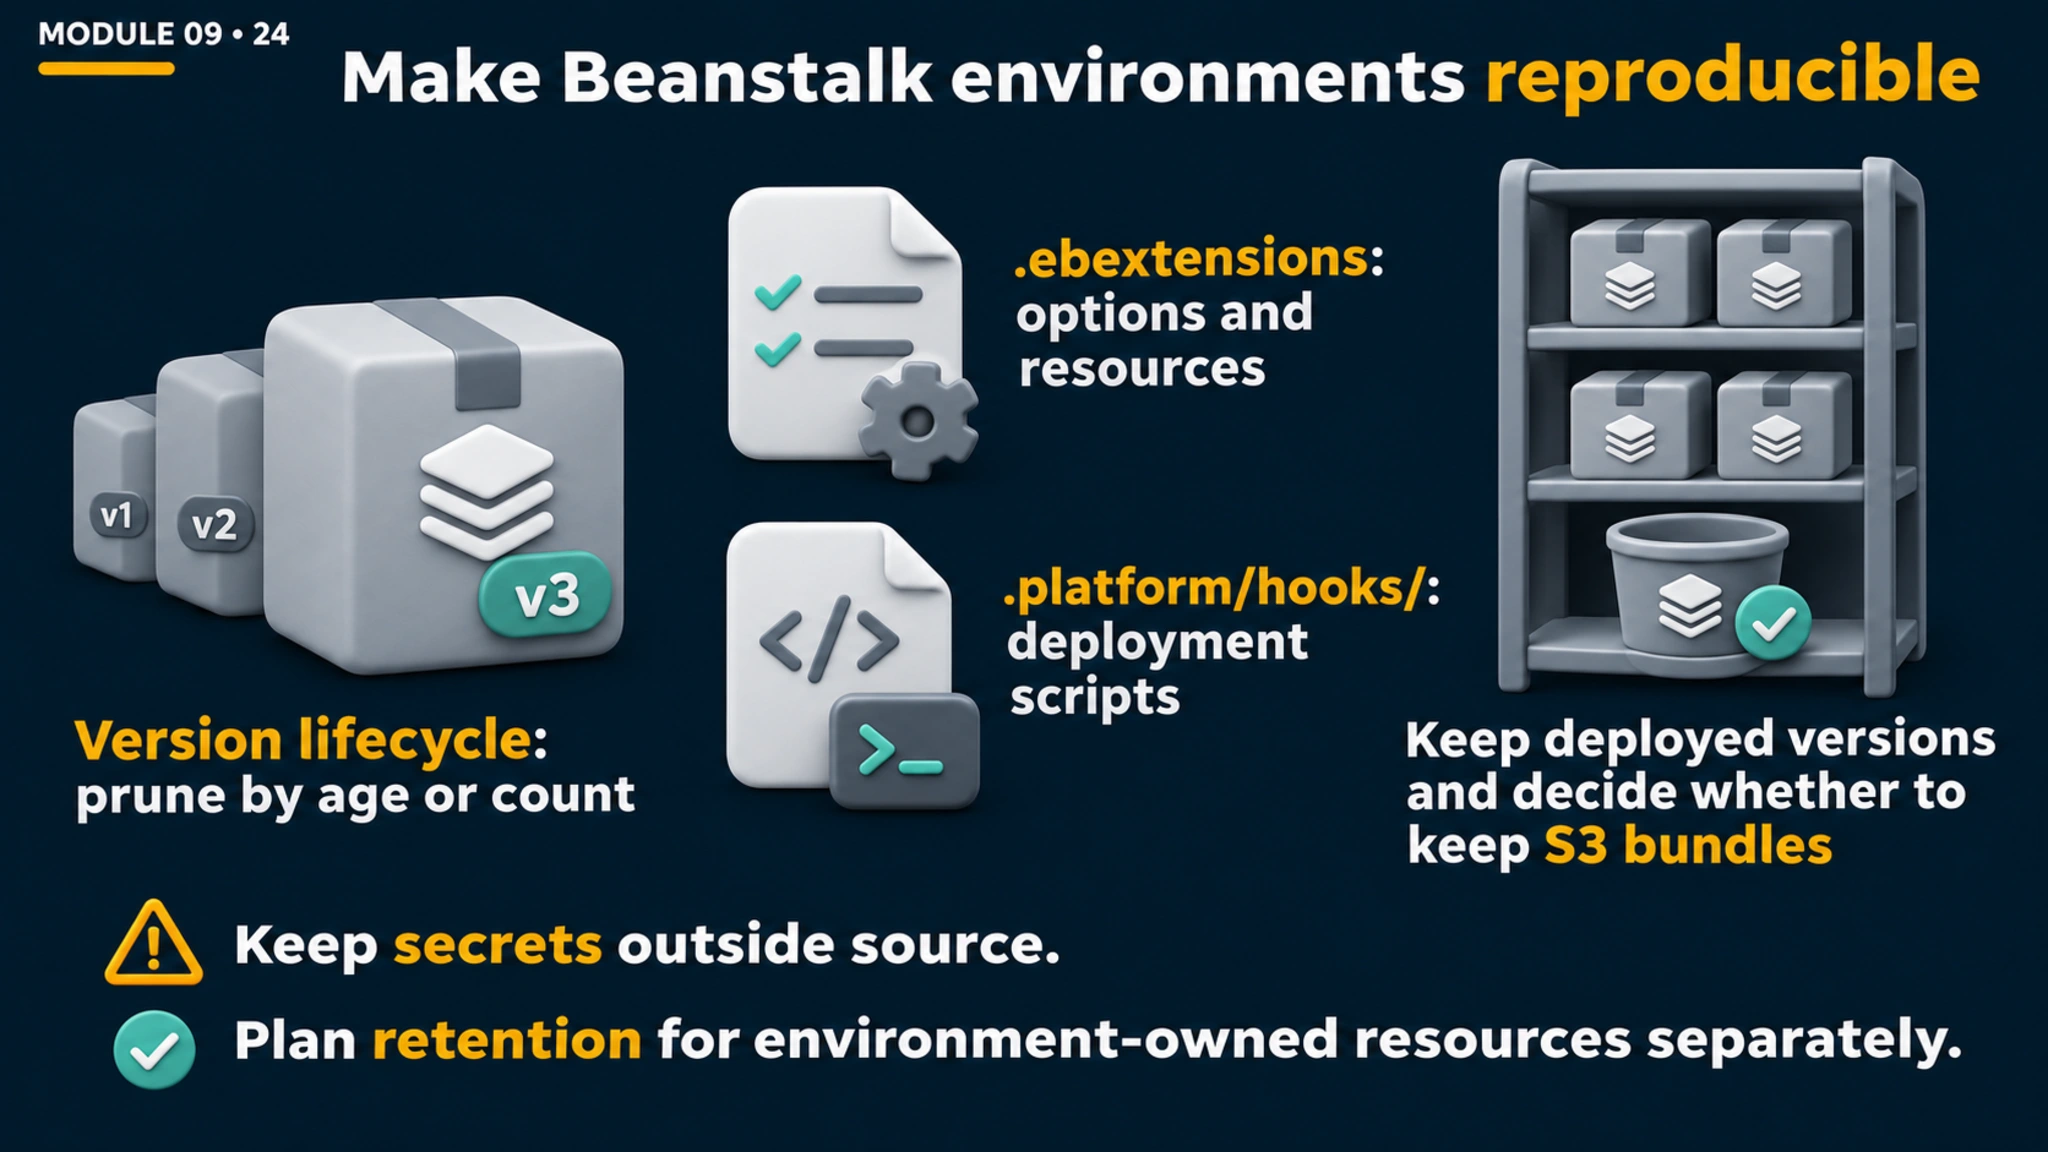 MODULE 09 • 24
Make Beanstalk environments reproducible
v1
v2
v3
Version lifecycle:
prune by age or count
.ebextensions:
options and
resources
</>
>_
.platform/hooks/:
deployment
scripts
Keep deployed versions
and decide whether to
keep S3 bundles
Keep secrets outside source.
Plan retention for environment-owned resources separately.